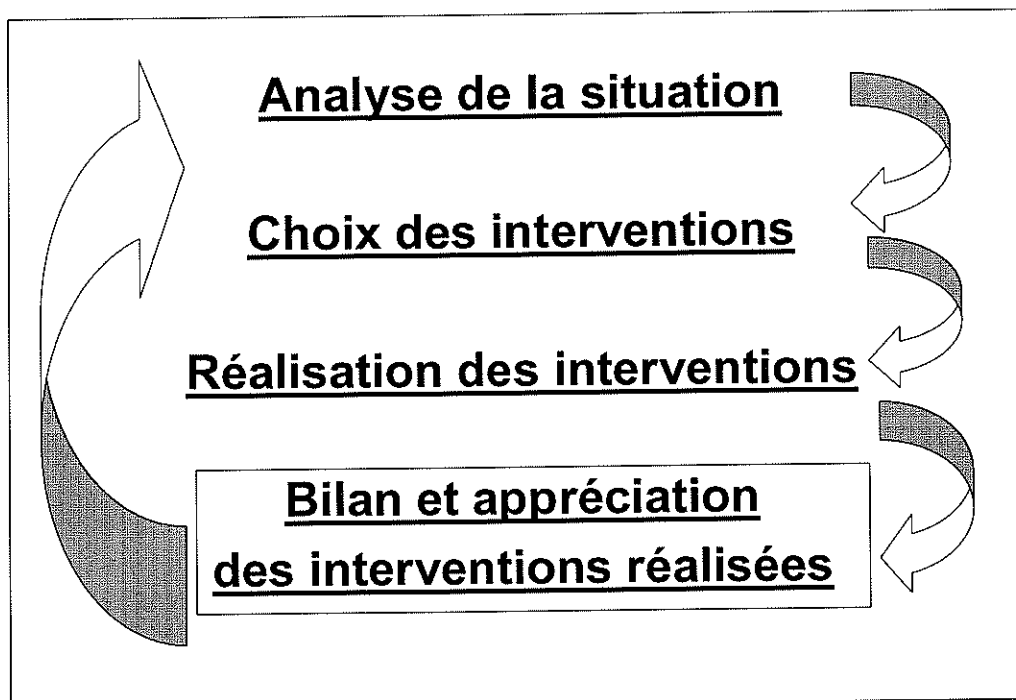 Analyse de la situation
Choix des interventions
Réalisation des interventions
Bilan et appréciation
des interventions réalisées